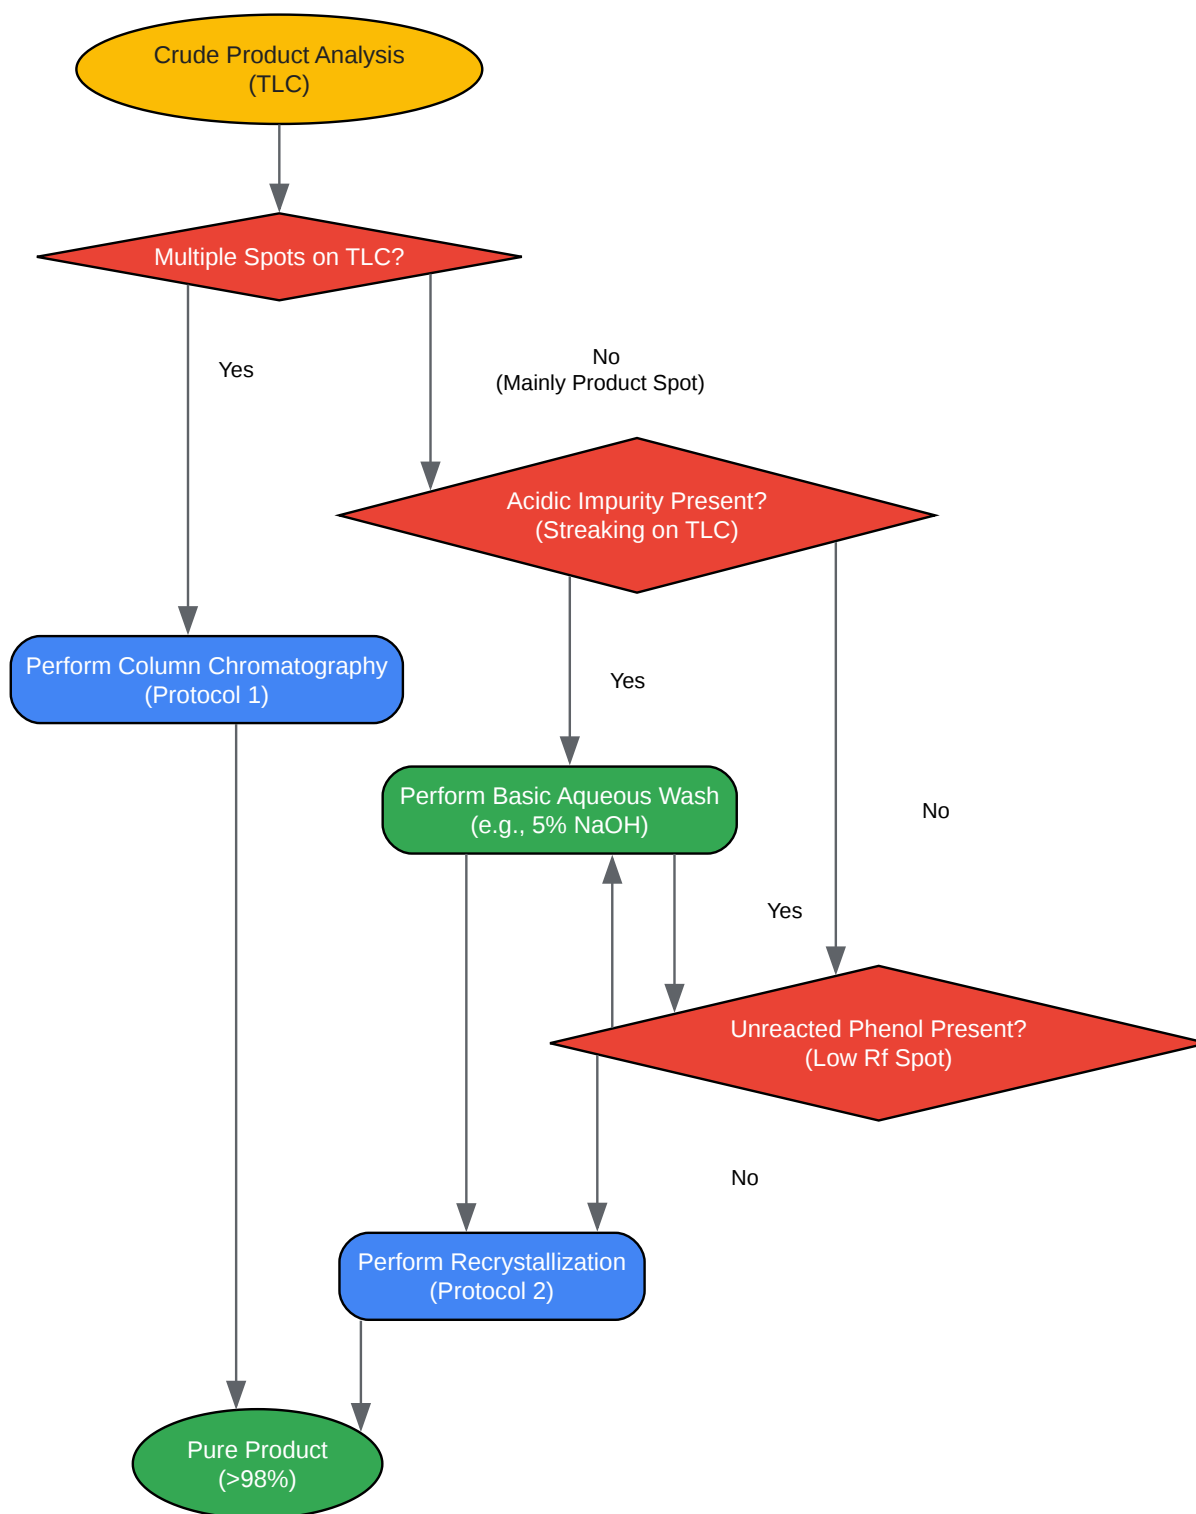 Crude Product Analysis
(TLC)
Multiple Spots on TLC?
Yes
No
(Mainly Product Spot)
Acidic Impurity Present?
(Streaking on TLC)
Perform Column Chromatography
(Protocol 1)
Yes
Perform Basic Aqueous Wash
(e.g., 5% NaOH)
No
Yes
Unreacted Phenol Present?
(Low Rf Spot)
No
Perform Recrystallization
(Protocol 2)
Pure Product
(>98%)